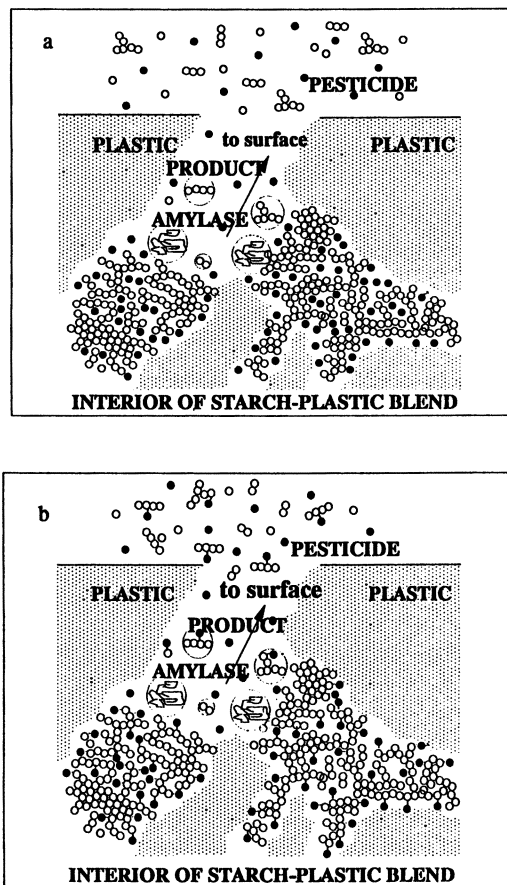 a
PESTICIDE
PLASTIC to surface PLASTIC
PRODUCT
AMYLASE
INTERIOR OF STARCH-PLASTIC BLEND
b
PESTICIDE
PLASTIC to surface PLASTIC
PRODUCT
AMYLASE
INTERIOR OF STARCH-PLASTIC BLEND